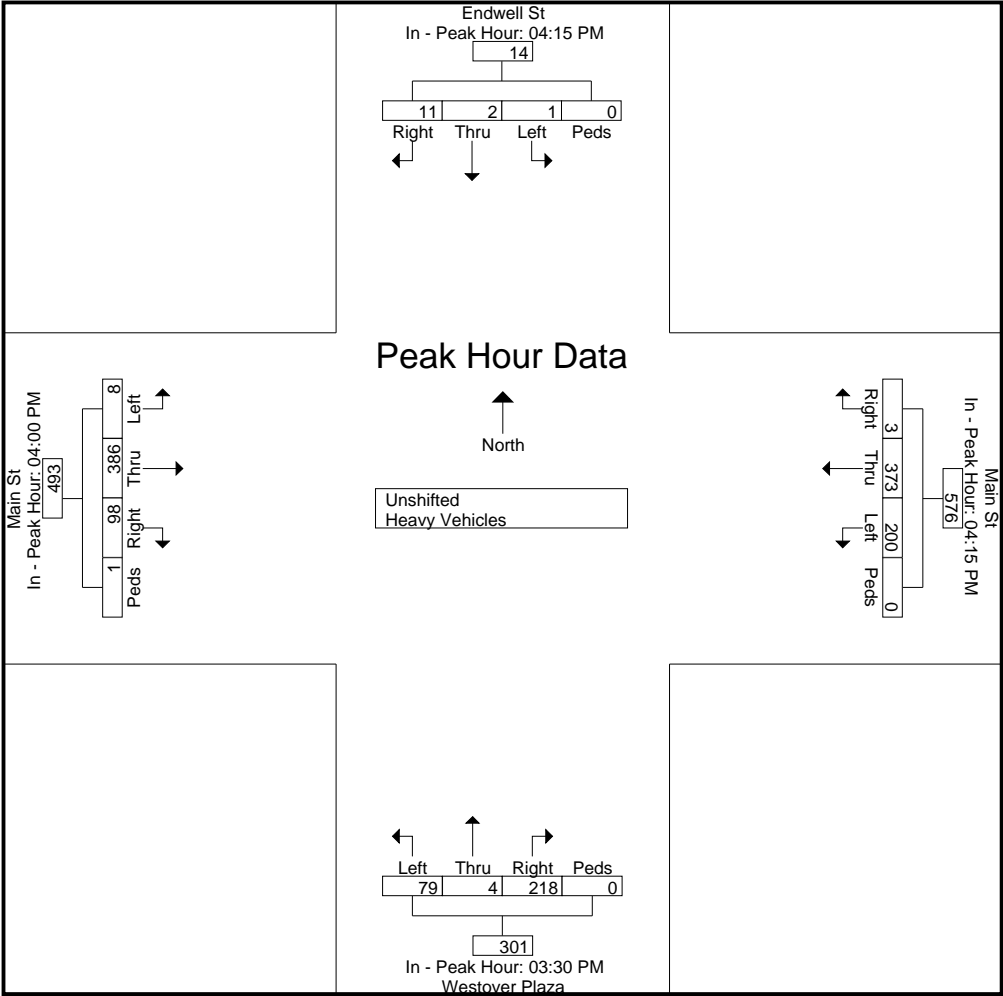 Endwell St
In - Peak Hour: 04:15 PM
14
11 2 1 0
Right Thru Left Peds
Peak Hour Data
North
Unshifted
Heavy Vehicles
Main St
In - Peak Hour: 04:00 PM
493
8 386 98 1
Left Thru Right Peds
Main St
In - Peak Hour: 04:15 PM
576
3 373 200 0
Right Thru Left Peds
Left Thru Right Peds
79 4 218 0
301
In - Peak Hour: 03:30 PM
Westover Plaza